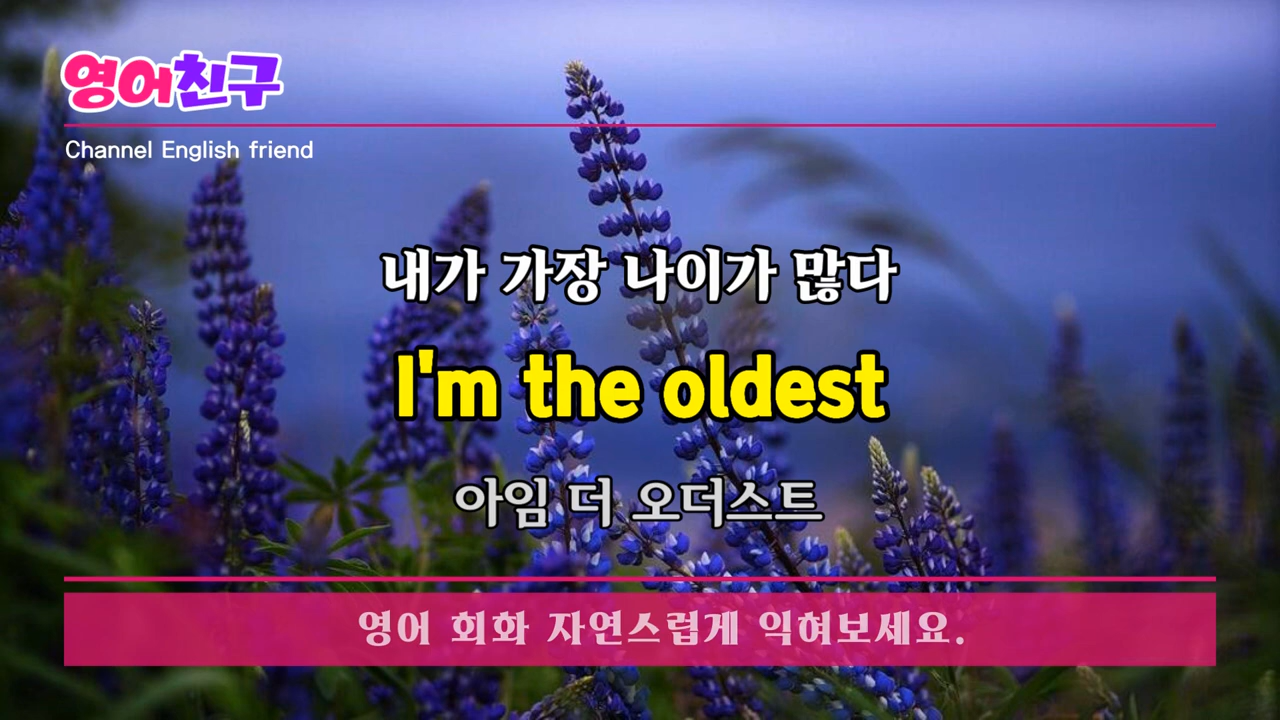 영어친구
Channel English friend
내가 가장 나이가 많다
I'm the oldest
아임 더 오더스트
영어 회화 자연스럽게 익혀보세요.